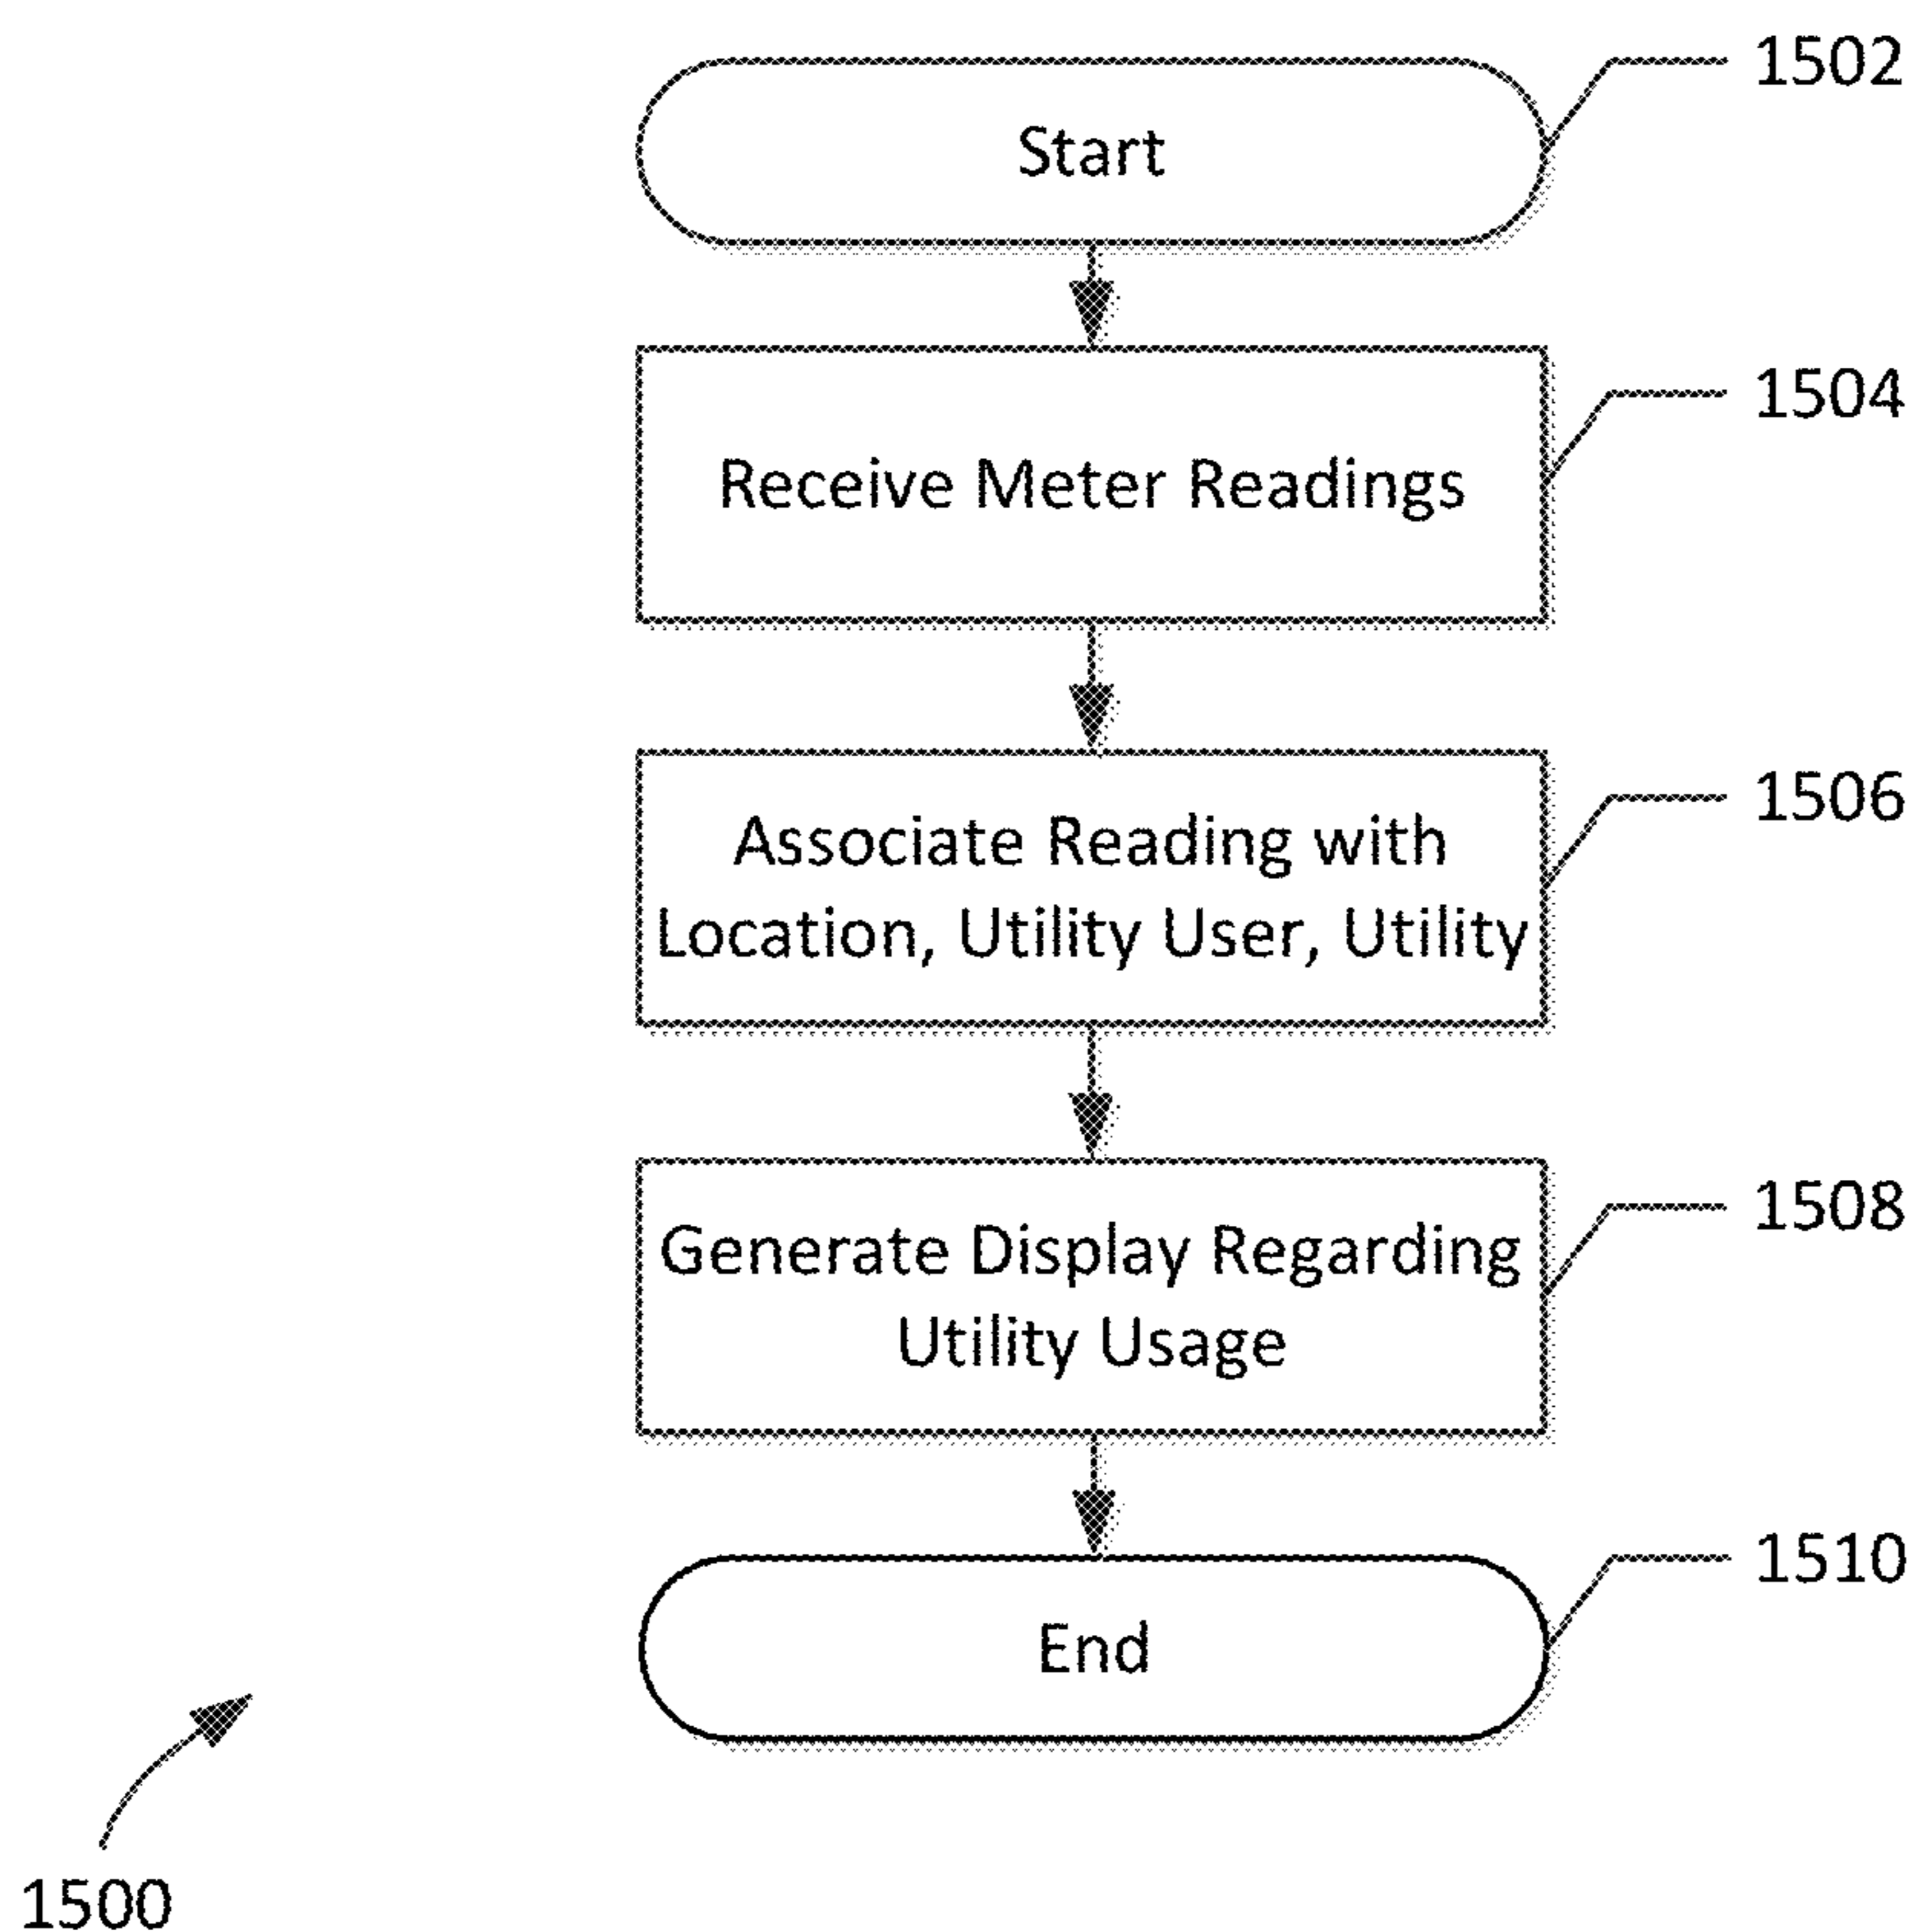 1502
Start
1504
Receive Meter Readings
1506
Associate Reading with
Location, Utility User, Utility
1508
Generate Display Regarding
Utility Usage
1510
End
1500